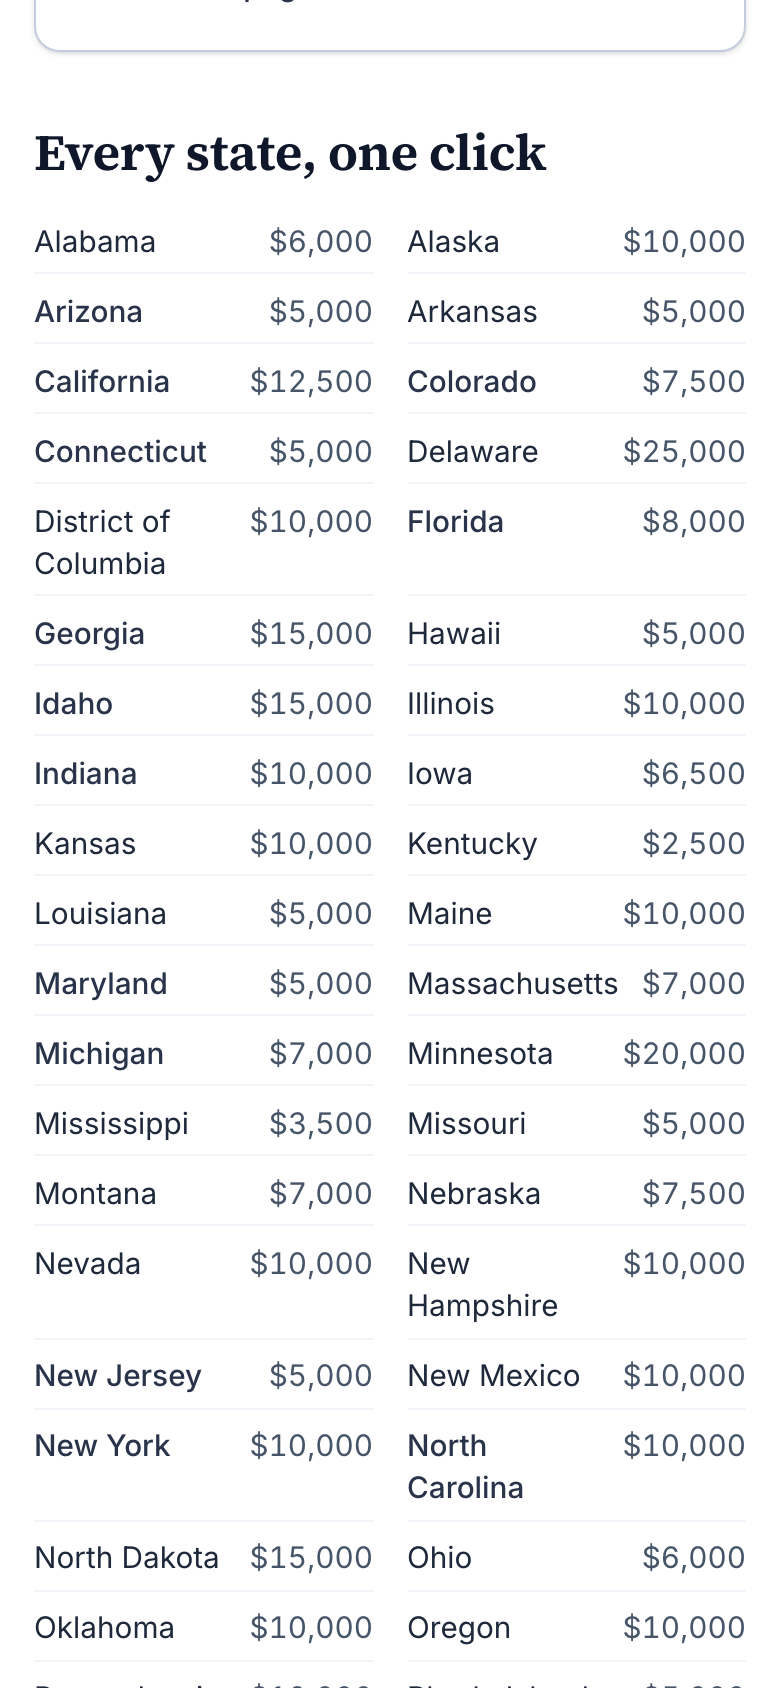 Every state, one click
Alabama $6,000 Alaska $10,000
Arizona $5,000 Arkansas $5,000
California $12,500 Colorado $7,500
Connecticut $5,000 Delaware $25,000
District of Columbia $10,000 Florida $8,000
Georgia $15,000 Hawaii $5,000
Idaho $15,000 Illinois $10,000
Indiana $10,000 Iowa $6,500
Kansas $10,000 Kentucky $2,500
Louisiana $5,000 Maine $10,000
Maryland $5,000 Massachusetts $7,000
Michigan $7,000 Minnesota $20,000
Mississippi $3,500 Missouri $5,000
Montana $7,000 Nebraska $7,500
Nevada $10,000 New Hampshire $10,000
New Jersey $5,000 New Mexico $10,000
New York $10,000 North Carolina $10,000
North Dakota $15,000 Ohio $6,000
Oklahoma $10,000 Oregon $10,000